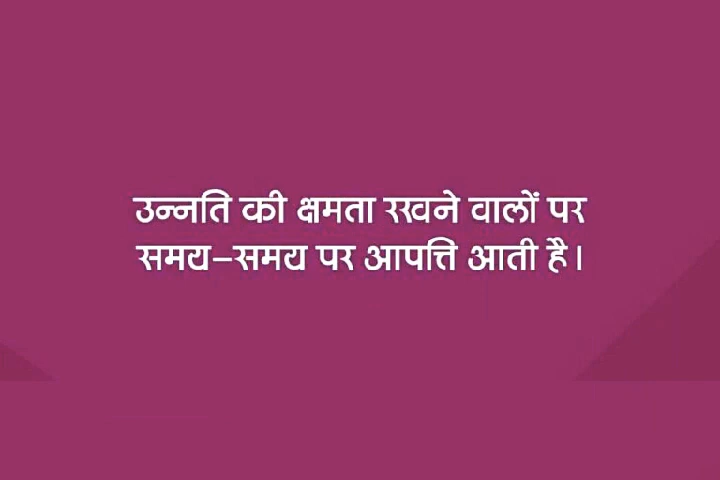 उन्नति की क्षमता रखने वालों पर
समय-समय पर आपत्ति आती है।